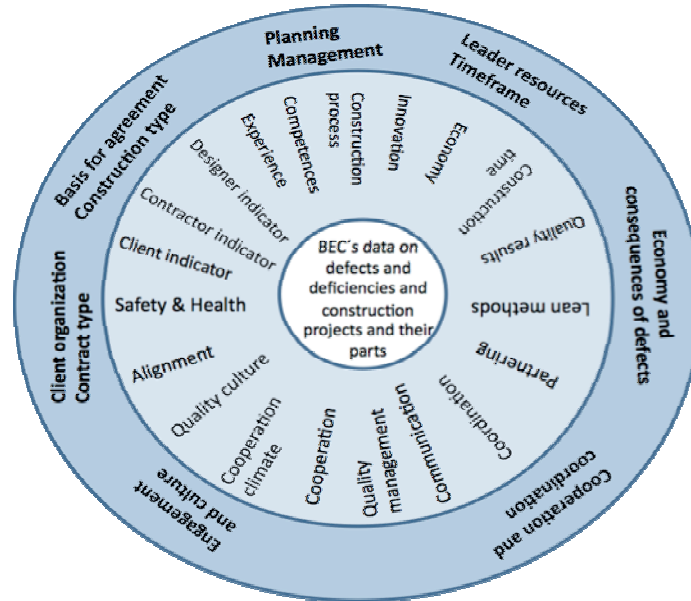 Planning
Management
Leader resources
Timeframe
Economy and
consequences of defects
Cooperation and
coordination
Engagement
and culture
Client organization
Contract type
Basis for agreement
Construction type
Construction
process
Innovation
Economy
Construction
time
Quality results
Lean methods
Partnering
Coordination
Communication
Quality
management
Cooperation
Cooperation
climate
Quality culture
Alignment
Safety & Health
Client indicator
Contractor indicator
Designer indicator
Experience
Competences
BEC´s data on
defects and
deficiencies and
construction
projects and their
parts